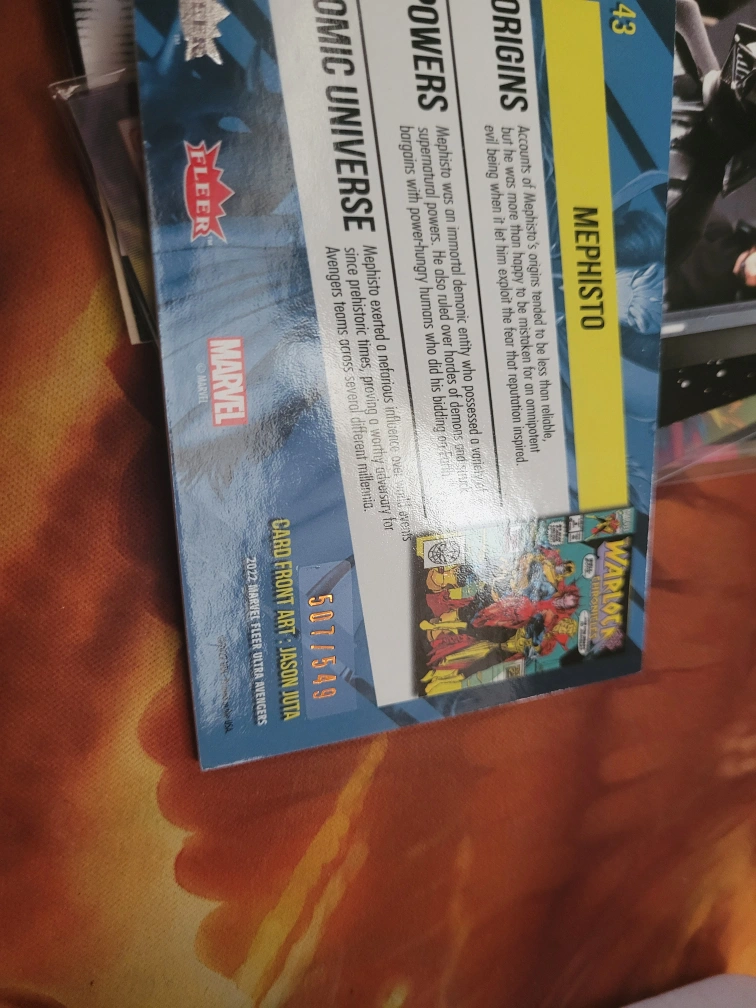 43
MEPHISTO
ORIGINS
Accounts of Mephisto's origins tended to be less than reliable,
but he was more than happy to be mistaken for an omnipotent
evil being when it let him exploit the fear that reputation inspired.
POWERS
Mephisto was an immortal demonic entity who possessed a variety of
supernatural powers. He also ruled over hordes of demons and
bargains with power-hungry humans who did his bidding on Earth.
OMIC UNIVERSE
Mephisto exerted a nefarious influence over world events
since prehistoric times, proving a worthy adversary for
Avengers teams across several different millennia.
WARLOCK
CHRONICLES
507/549
CARD FRONT ART : JASON JUTA
2022 MARVEL FLEER ULTRA AVENGERS
FLEER
MARVEL
© MARVEL